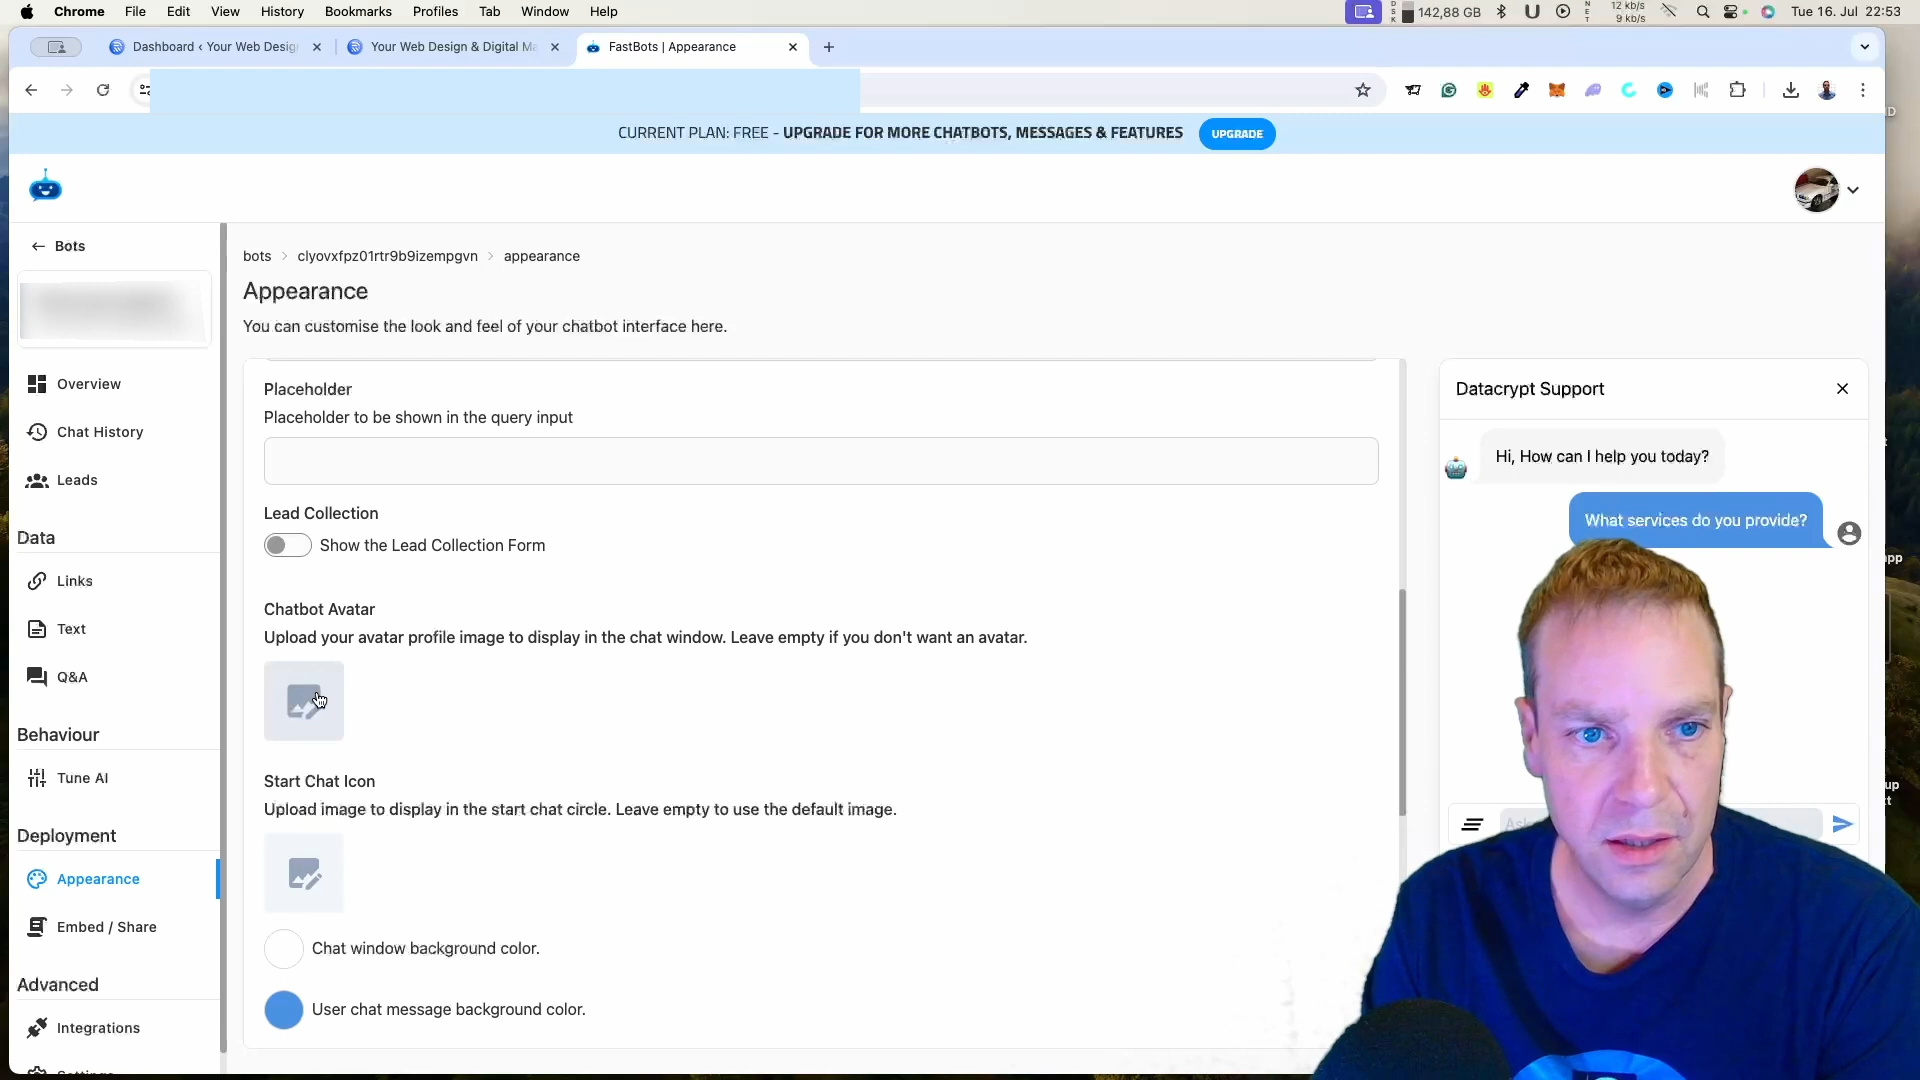 Chrome File Edit View History Bookmarks Profiles Tab Window Help
142,88 GB
12 kb/s
9 kb/s
Tue 16. Jul 22:53
Dashboard ‹ Your Web Desig
Your Web Design & Digital Ma
FastBots | Appearance
CURRENT PLAN: FREE - UPGRADE FOR MORE CHATBOTS, MESSAGES & FEATURES
UPGRADE
Bots
bots > clyovxfpz01rtr9b9izempgvn > appearance
Appearance
You can customise the look and feel of your chatbot interface here.
Overview
Chat History
Leads
Data
Links
Text
Q&A
Behaviour
Tune AI
Deployment
Appearance
Embed / Share
Advanced
Integrations
Placeholder
Placeholder to be shown in the query input
Lead Collection
Show the Lead Collection Form
Chatbot Avatar
Upload your avatar profile image to display in the chat window. Leave empty if you don't want an avatar.
Start Chat Icon
Upload image to display in the start chat circle. Leave empty to use the default image.
Chat window background color.
User chat message background color.
Datacrypt Support
Hi, How can I help you today?
What services do you provide?